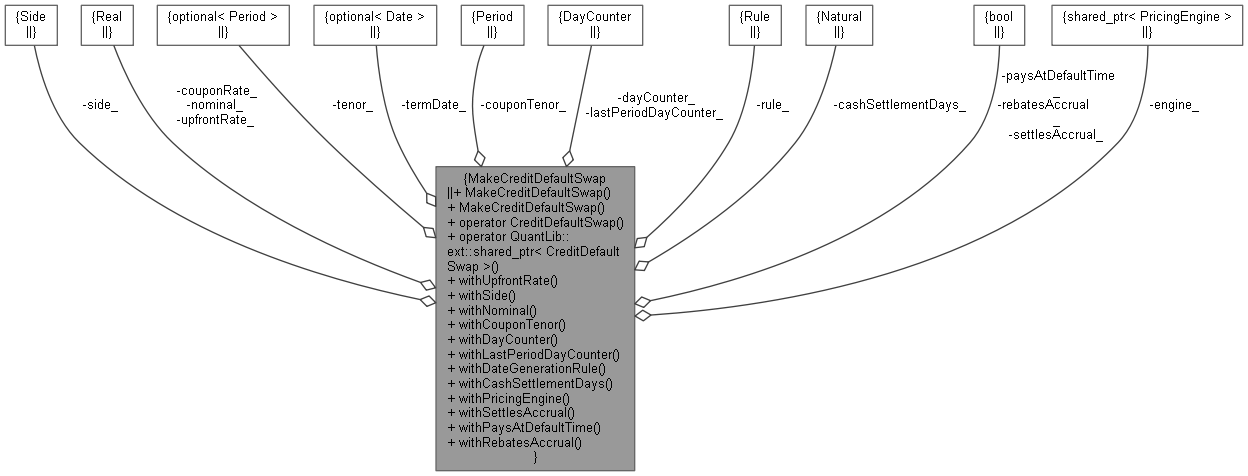 {Side
||}
{Real
||}
{optional< Period >
||}
{optional< Date >
||}
{Period
||}
{DayCounter
||}
{Rule
||}
{Natural
||}
{bool
||}
{shared_ptr< PricingEngine >
||}
-side_
-couponRate_
-nominal_
-upfrontRate_
-tenor_
-termDate_
-couponTenor_
-dayCounter_
-lastPeriodDayCounter_
-rule_
-cashSettlementDays_
-paysAtDefaultTime
_
-rebatesAccrual
_
-settlesAccrual_
-engine_
{MakeCreditDefaultSwap
||+ MakeCreditDefaultSwap()
+ MakeCreditDefaultSwap()
+ operator CreditDefaultSwap()
+ operator QuantLib::
ext::shared_ptr< CreditDefault
Swap >()
+ withUpfrontRate()
+ withSide()
+ withNominal()
+ withCouponTenor()
+ withDayCounter()
+ withLastPeriodDayCounter()
+ withDateGenerationRule()
+ withCashSettlementDays()
+ withPricingEngine()
+ withSettlesAccrual()
+ withPaysAtDefaultTime()
+ withRebatesAccrual()
}